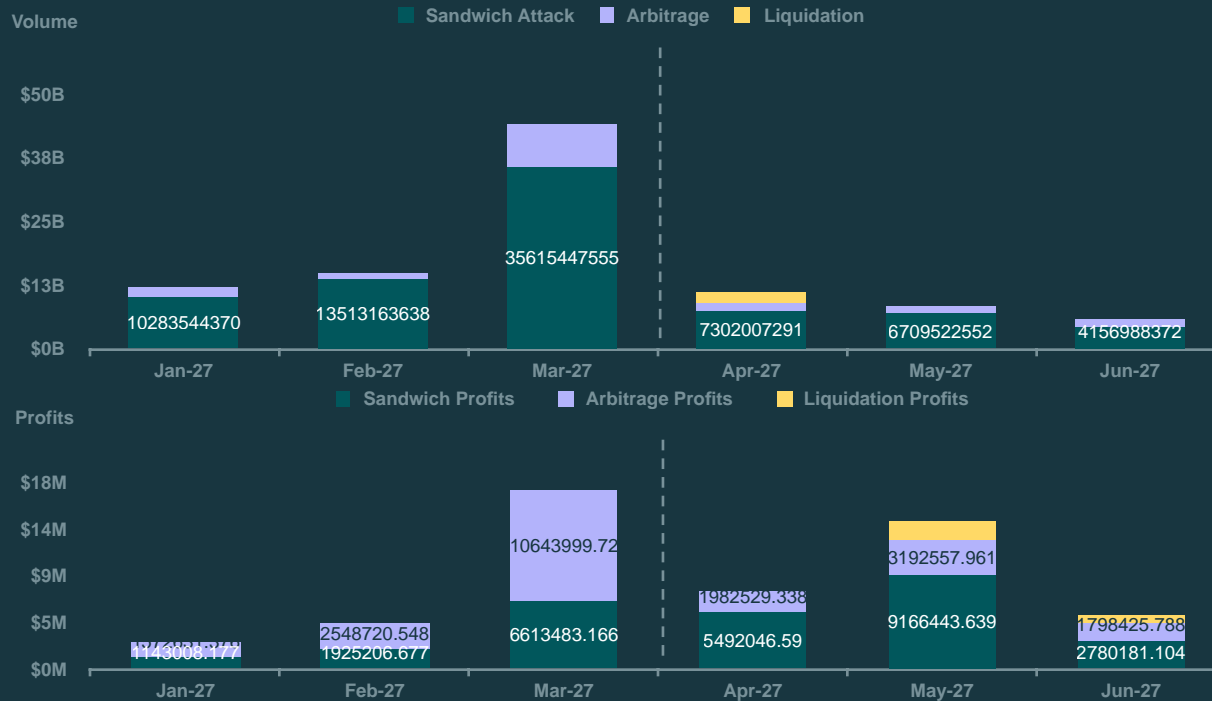 Volume
Sandwich Attack Arbitrage Liquidation
$50B
$38B
$25B
$13B
$0B
35615447555
10283544370
13513163638
7302007291
6709522552
4156988372
Jan-27 Feb-27 Mar-27 Apr-27 May-27 Jun-27
Profits
Sandwich Profits Arbitrage Profits Liquidation Profits
$18M
$14M
$9M
$5M
$0M
10643999.72
3192557.961
1982529.338
2548720.548
1798425.788
1143008.177
1925206.677
6613483.166
5492046.59
9166443.639
2780181.104
Jan-27 Feb-27 Mar-27 Apr-27 May-27 Jun-27